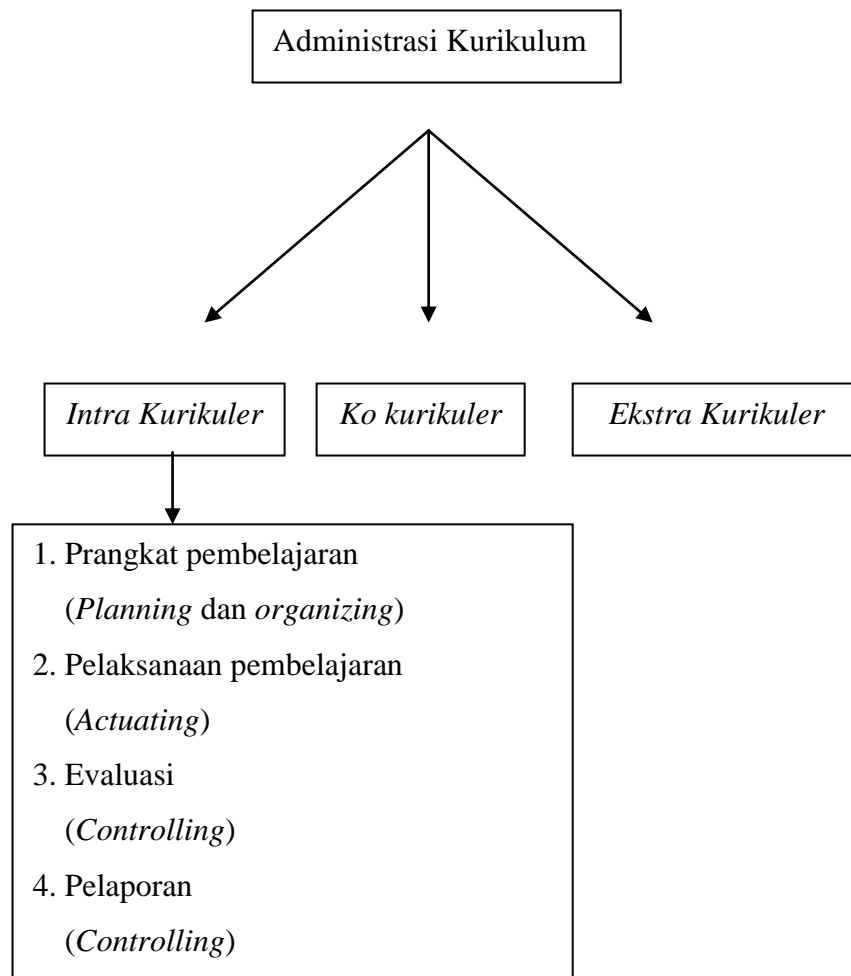 Administrasi Kurikulum
Intra Kurikuler
Ko kurikuler
Ekstra Kurikuler
1. Prangkat pembelajaran
(Planning dan organizing)
2. Pelaksanaan pembelajaran
(Actuating)
3. Evaluasi
(Controlling)
4. Pelaporan
(Controlling)